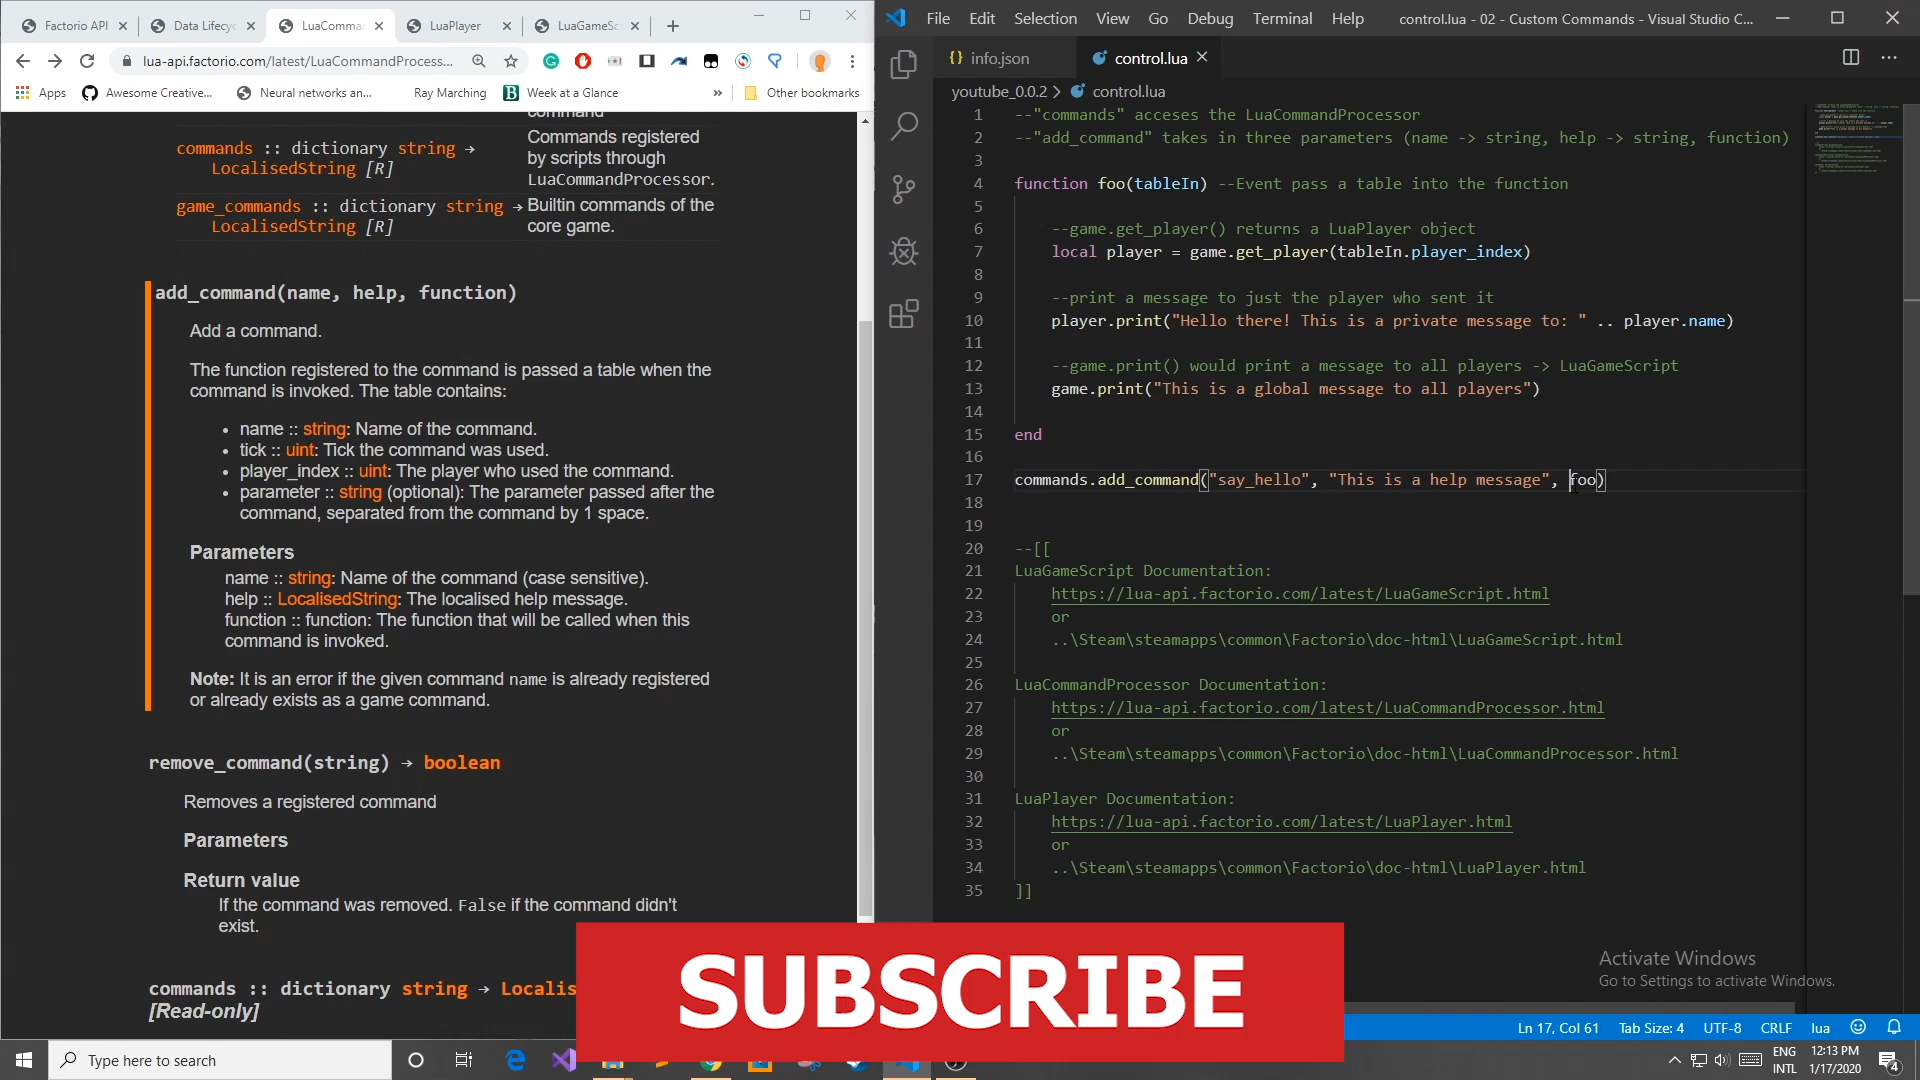 Factorio API
Data Lifecyc
LuaComma
LuaPlayer
LuaGameSc
lua-api.factorio.com/latest/LuaCommandProcess...
Apps
Awesome Creative...
Neural networks an...
Ray Marching
Week at a Glance
»
Other bookmarks
command
commands :: dictionary string →
LocalisedString [R]
Commands registered
by scripts through
LuaCommandProcessor.
game_commands :: dictionary string →
LocalisedString [R]
Builtin commands of the
core game.
add_command(name, help, function)
Add a command.
The function registered to the command is passed a table when the
command is invoked. The table contains:
• name :: string: Name of the command.
• tick :: uint: Tick the command was used.
• player_index :: uint: The player who used the command.
• parameter :: string (optional): The parameter passed after the
command, separated from the command by 1 space.
Parameters
name :: string: Name of the command (case sensitive).
help :: LocalisedString: The localised help message.
function :: function: The function that will be called when this
command is invoked.
Note: It is an error if the given command name is already registered
or already exists as a game command.
remove_command(string) → boolean
Removes a registered command
Parameters
Return value
If the command was removed. False if the command didn't
exist.
commands :: dictionary string → Localis
[Read-only]
File Edit Selection View Go Debug Terminal Help
control.lua - 02 - Custom Commands - Visual Studio C...
{} info.json
control.lua
youtube_0.0.2 > control.lua
1 --"commands" acceses the LuaCommandProcessor
2 --"add_command" takes in three parameters (name -> string, help -> string, function)
3
4 function foo(tableIn) --Event pass a table into the function
5
6 --game.get_player() returns a LuaPlayer object
7 local player = game.get_player(tableIn.player_index)
8
9 --print a message to just the player who sent it
10 player.print("Hello there! This is a private message to: " .. player.name)
11
12 --game.print() would print a message to all players -> LuaGameScript
13 game.print("This is a global message to all players")
14
15 end
16
17 commands.add_command("say_hello", "This is a help message", foo)
18
19
20 --[[
21 LuaGameScript Documentation:
22 https://lua-api.factorio.com/latest/LuaGameScript.html
23 or
24 ..\Steam\steamapps\common\Factorio\doc-html\LuaGameScript.html
25
26 LuaCommandProcessor Documentation:
27 https://lua-api.factorio.com/latest/LuaCommandProcessor.html
28 or
29 ..\Steam\steamapps\common\Factorio\doc-html\LuaCommandProcessor.html
30
31 LuaPlayer Documentation:
32 https://lua-api.factorio.com/latest/LuaPlayer.html
33 or
34 ..\Steam\steamapps\common\Factorio\doc-html\LuaPlayer.html
35 ]]
Activate Windows
Go to Settings to activate Windows.
SUBSCRIBE
Ln 17, Col 61 Tab Size: 4 UTF-8 CRLF lua
Type here to search
ENG
INTL
12:13 PM
1/17/2020
4